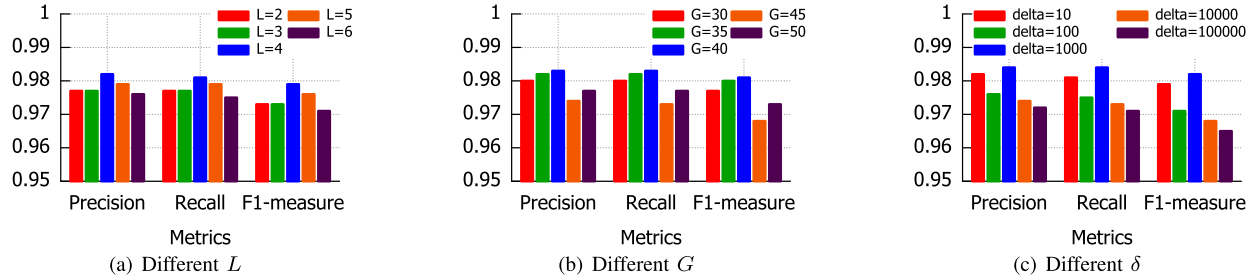 1
0.99
0.98
0.97
0.96
0.95
L=2
L=3
L=4
L=5
L=6
Precision Recall F1-measure
Metrics
(a) Different L
1
0.99
0.98
0.97
0.96
0.95
G=30
G=35
G=40
G=45
G=50
Precision Recall F1-measure
Metrics
(b) Different G
1
0.99
0.98
0.97
0.96
0.95
delta=10
delta=100
delta=1000
delta=10000
delta=100000
Precision Recall F1-measure
Metrics
(c) Different δ